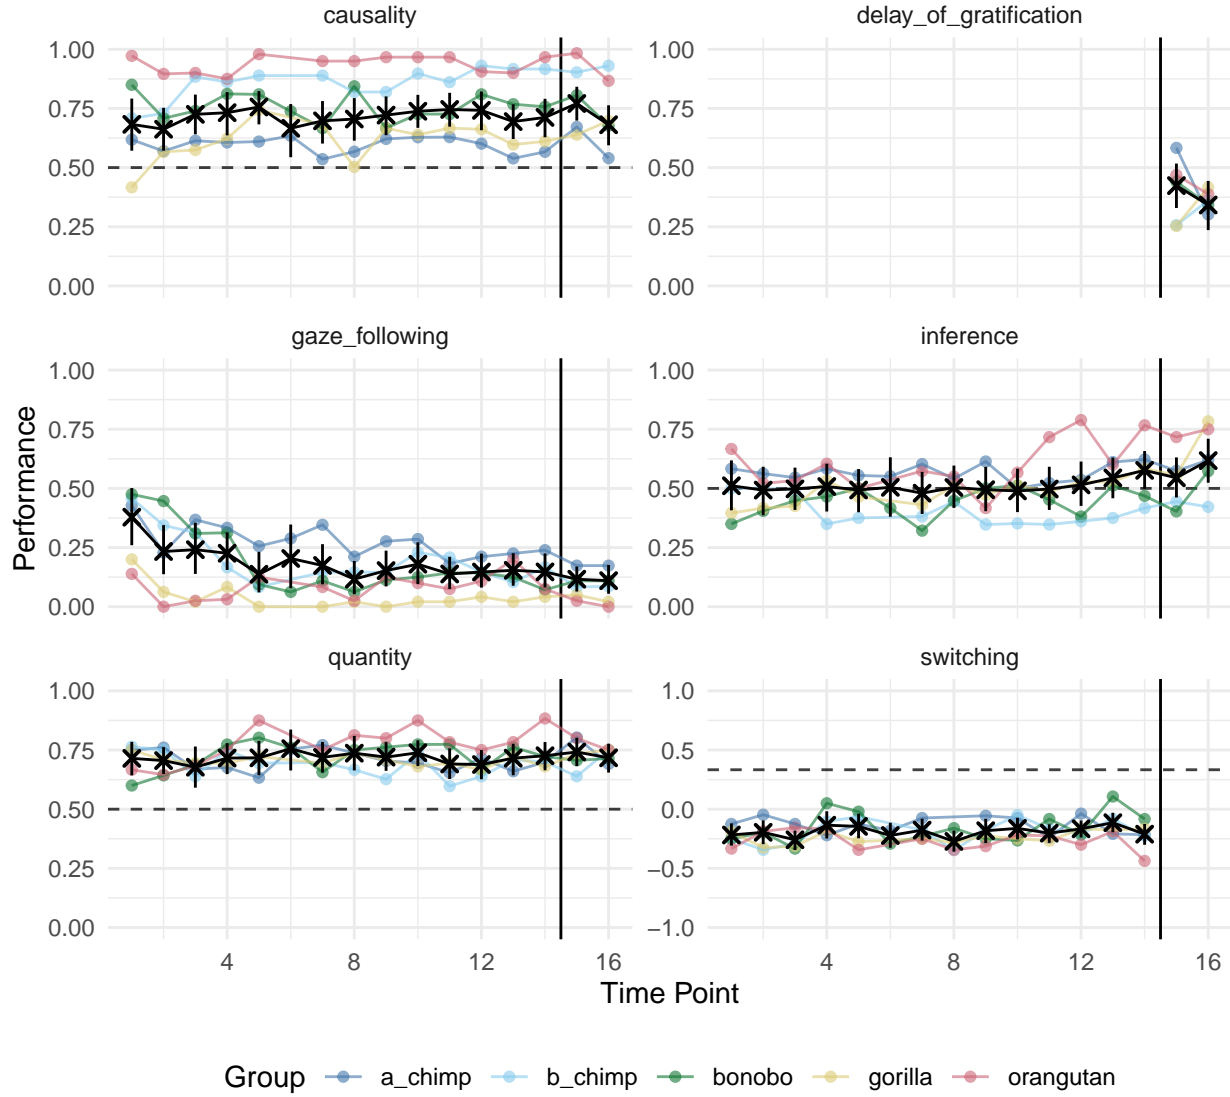 causality
delay_of_gratification
1.00
0.75
0.50
0.25
0.00
1.00
0.75
0.50
0.25
0.00
gaze_following
inference
1.00
0.75
0.50
0.25
0.00
1.00
0.75
0.50
0.25
0.00
quantity
switching
1.00
0.75
0.50
0.25
0.00
1.0
0.5
0.0
−0.5
−1.0
4 8 12 16
4 8 12 16
Performance
Time Point
Group a_chimp b_chimp bonobo gorilla orangutan